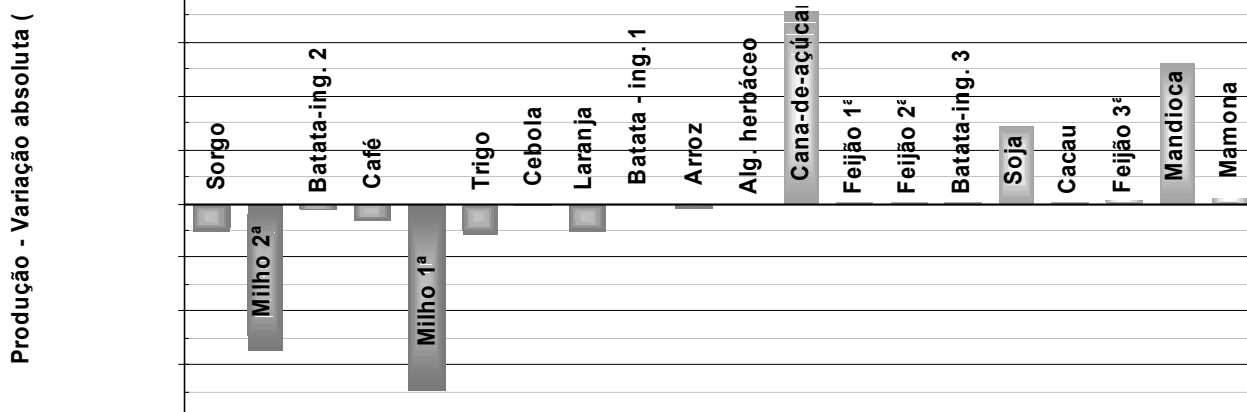 Produção - Variação absoluta (
Sorgo
Milho 2ª
Batata-ing. 2
Café
Milho 1ª
Trigo
Cebola
Laranja
Batata - ing. 1
Arroz
Alg. herbáceo
Cana-de-açúcar
Feijão 1ª
Feijão 2ª
Batata-ing. 3
Soja
Cacau
Feijão 3ª
Mandioca
Mamona